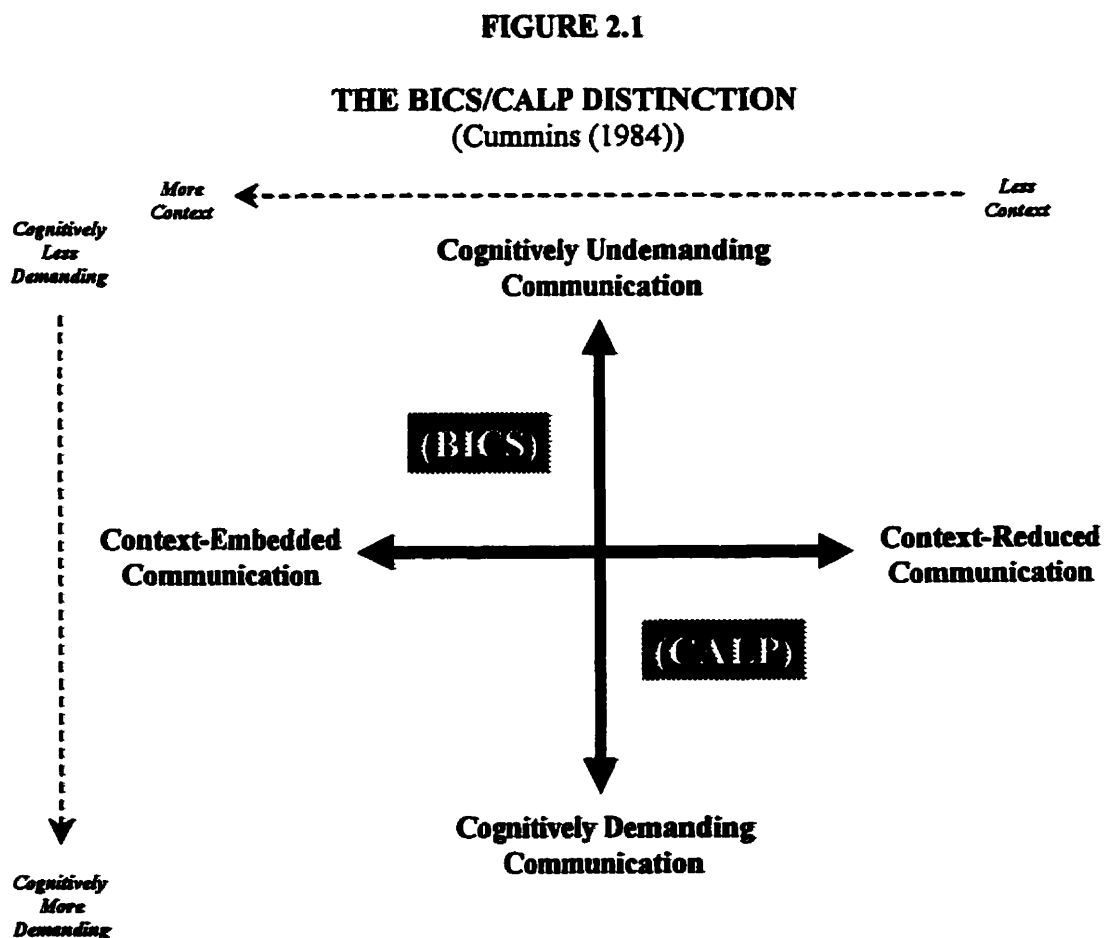 FIGURE 2.1
THE BICS/CALP DISTINCTION
(Cummins (1984))
More
Context
Less
Context
Cognitively
Less
Demanding
Cognitively Undemanding
Communication
(BICS)
Context-Embedded
Communication
Context-Reduced
Communication
(CALP)
Cognitively Demanding
Communication
Cognitively
More
Demanding